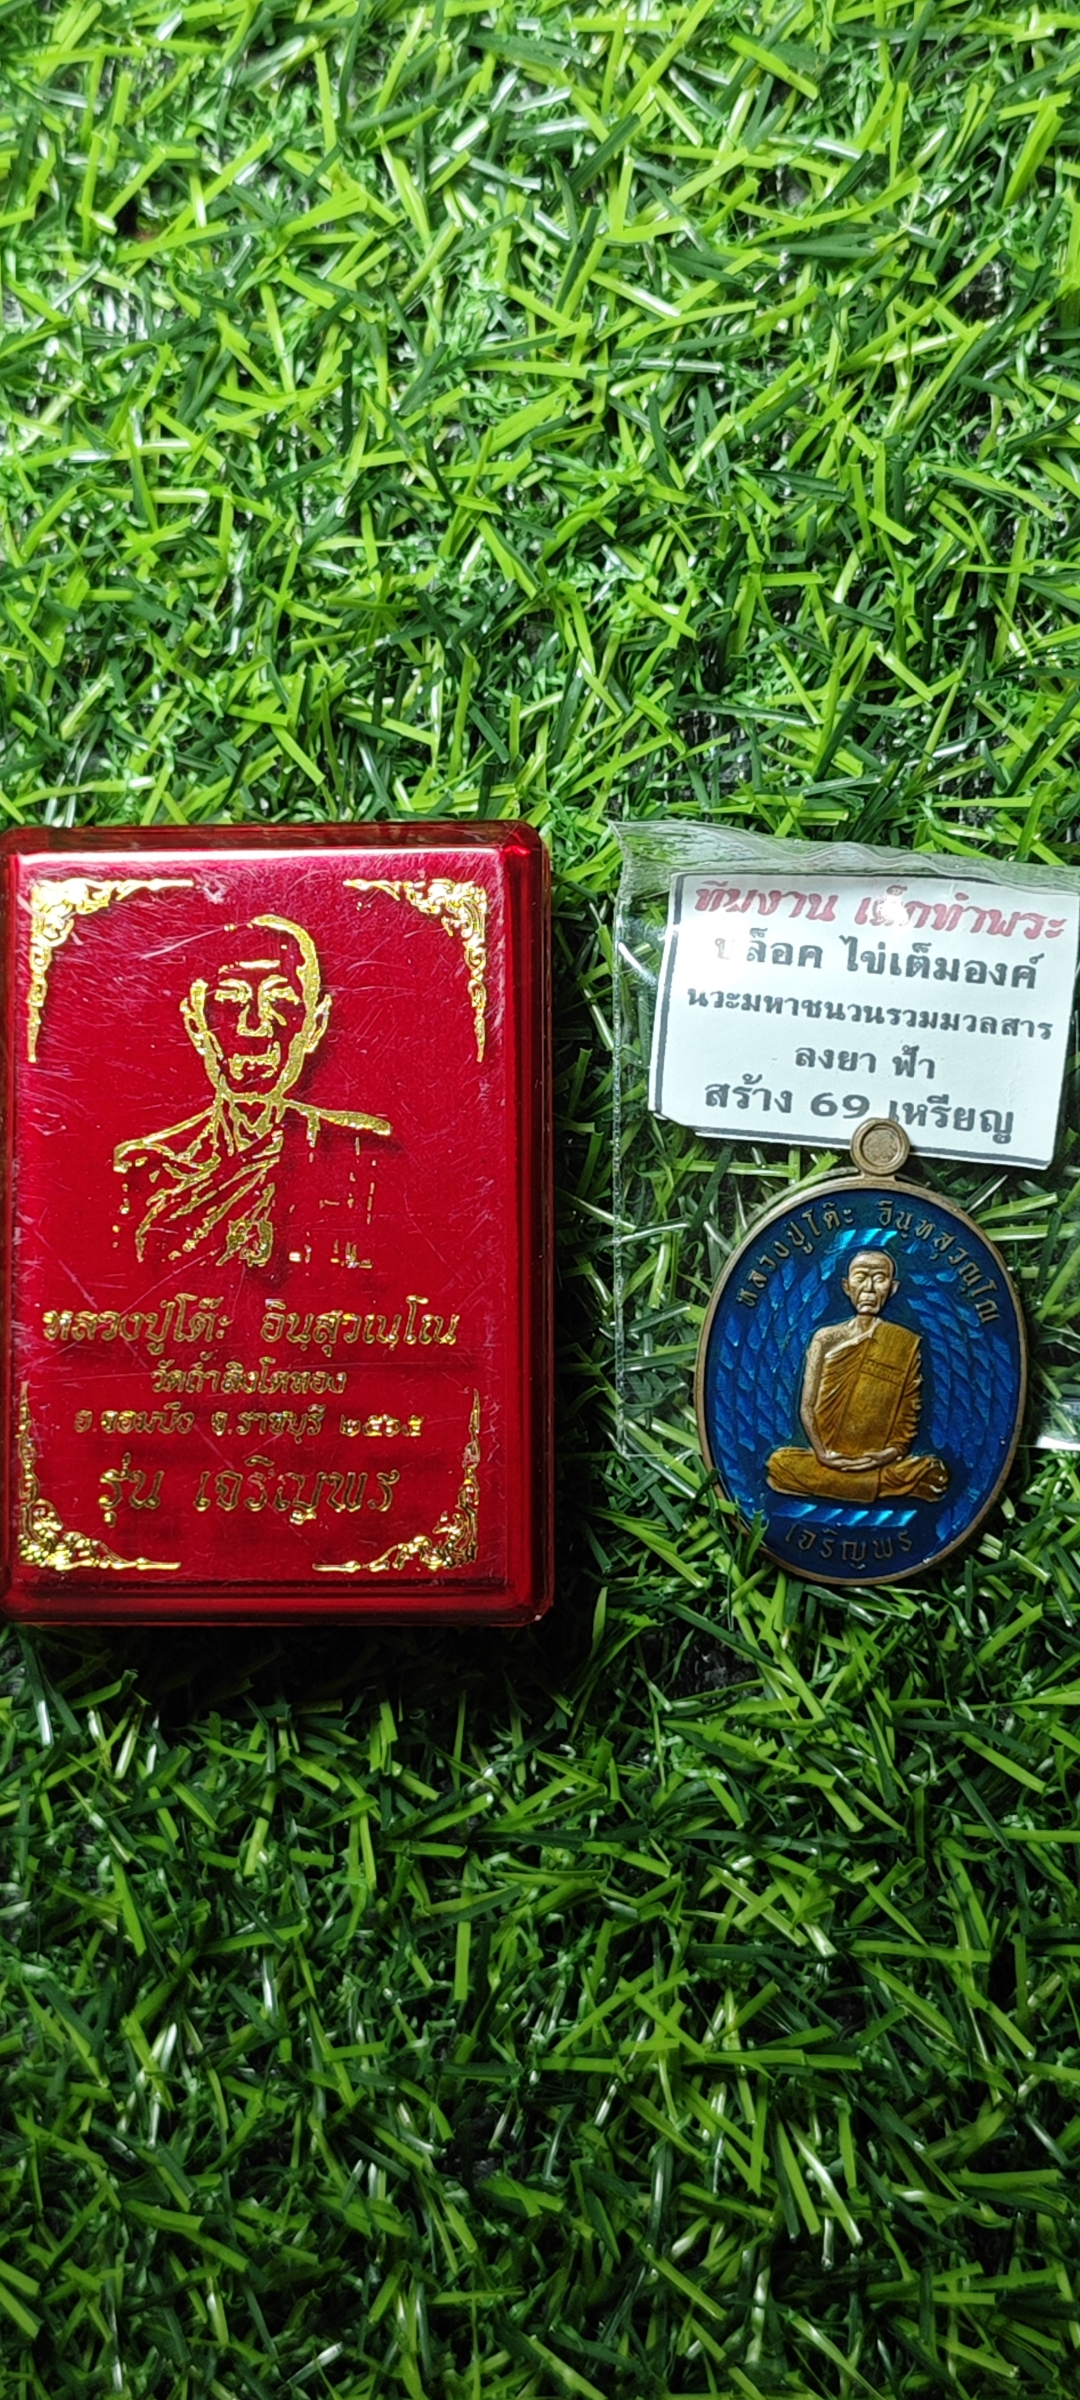 หลวงปู่โต๊ะ อินฺสุวณฺโณ
วัดถ้ำสิงโตทอง
อ.จอมบึง จ.ราชบุรี ๒๕๖๕
รุ่น เจริญพร
ทีมงาน เด็กทำพระ
บล็อค ไข่เต็มองค์
นวะมหาชนวนรวมมวลสาร
ลงยา ฟ้า
สร้าง 69 เหรียญ
หลวงปู่โต๊ะ อินฺทสุวณฺโณ
เจริญพร